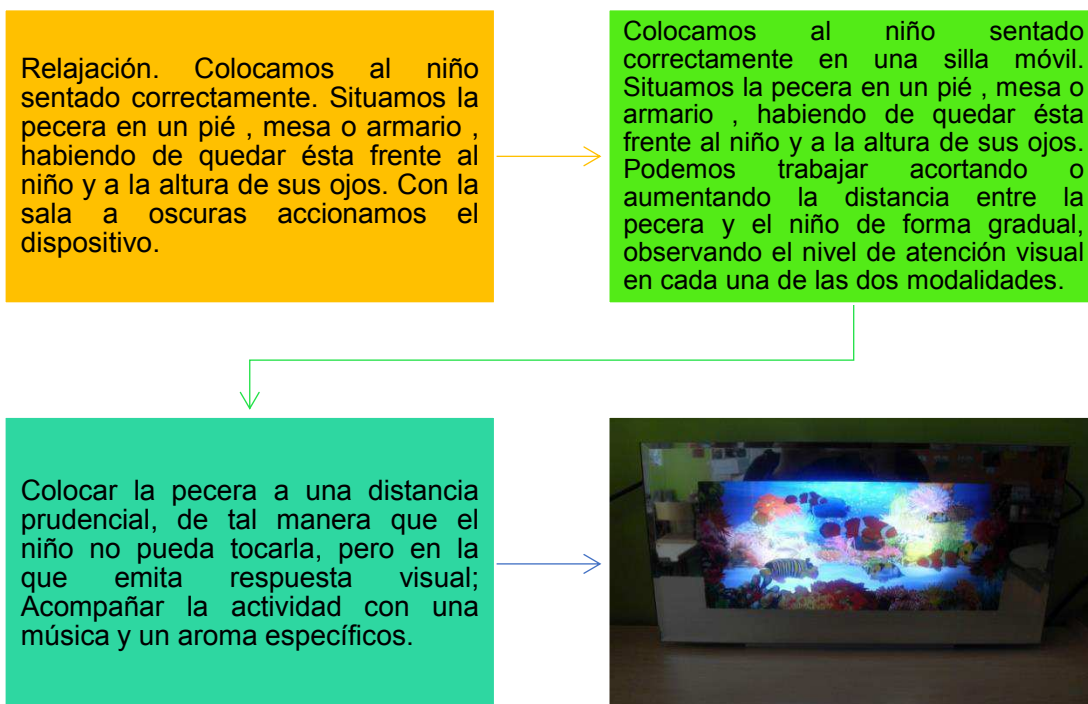 Relajación. Colocamos al niño
sentado correctamente. Situamos la
pecera en un pié , mesa o armario ,
habiendo de quedar ésta frente al
niño y a la altura de sus ojos. Con la
sala a oscuras accionamos el
dispositivo.
Colocamos al niño sentado
correctamente en una silla móvil.
Situamos la pecera en un pié , mesa o
armario , habiendo de quedar ésta
frente al niño y a la altura de sus ojos.
Podemos trabajar acortando o
aumentando la distancia entre la
pecera y el niño de forma gradual,
observando el nivel de atención visual
en cada una de las dos modalidades.
Colocar la pecera a una distancia
prudencial, de tal manera que el
niño no pueda tocarla, pero en la
que emita respuesta visual;
Acompañar la actividad con una
música y un aroma específicos.